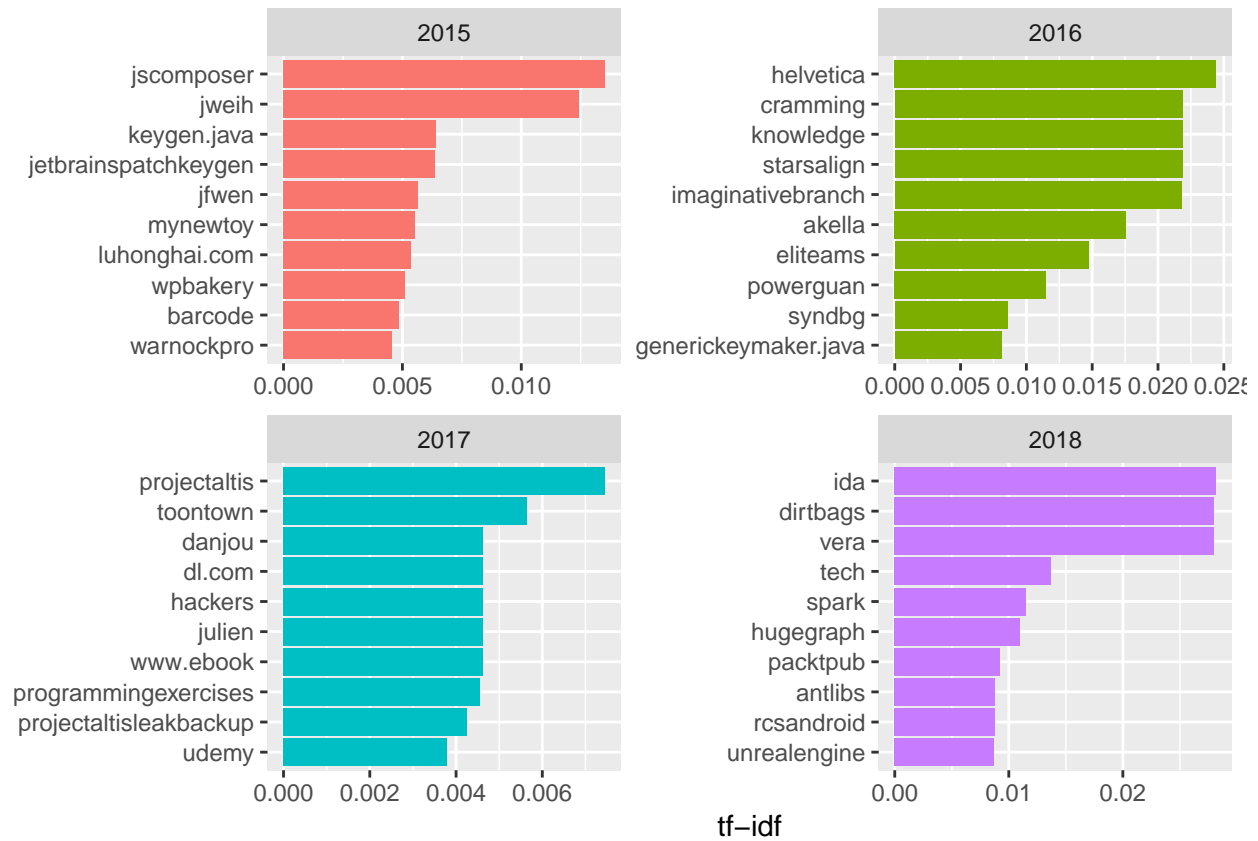 2015
jscomposer
jweih
keygen.java
jetbrainspatchkeygen
jfwen
mynewtoy
luhonghai.com
wpbakery
barcode
warnockpro
0.000 0.005 0.010
2016
helvetica
cramming
knowledge
starsalign
imaginativebranch
akella
eliteams
powerguan
syndbg
generickeymaker.java
0.000 0.005 0.010 0.015 0.020 0.025
2017
projectaltis
toontown
danjou
dl.com
hackers
julien
www.ebook
programmingexercises
projectaltisleakbackup
udemy
0.000 0.002 0.004 0.006
2018
ida
dirtbags
vera
tech
spark
hugegraph
packtpub
antlibs
rcsandroid
unrealengine
0.00 0.01 0.02
tf−idf